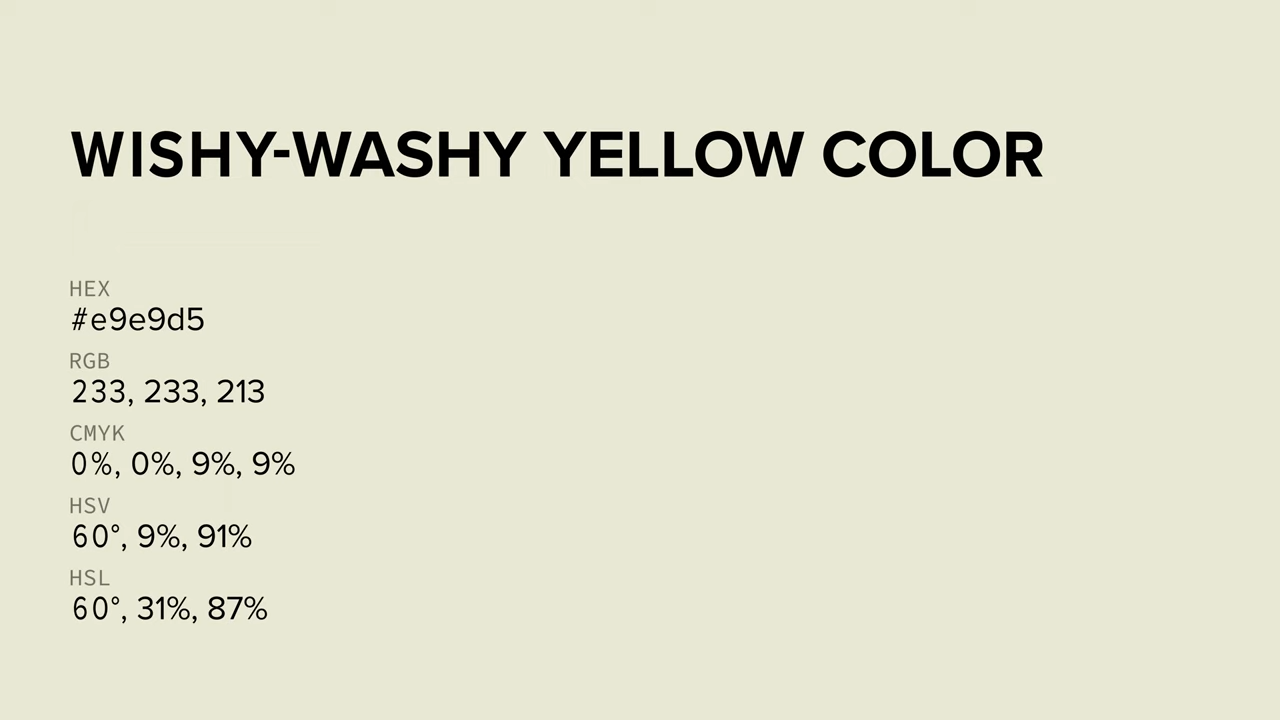 WISHY-WASHY YELLOW COLOR
HEX
#e9e9d5
RGB
233, 233, 213
CMYK
0%, 0%, 9%, 9%
HSV
60°, 9%, 91%
HSL
60°, 31%, 87%